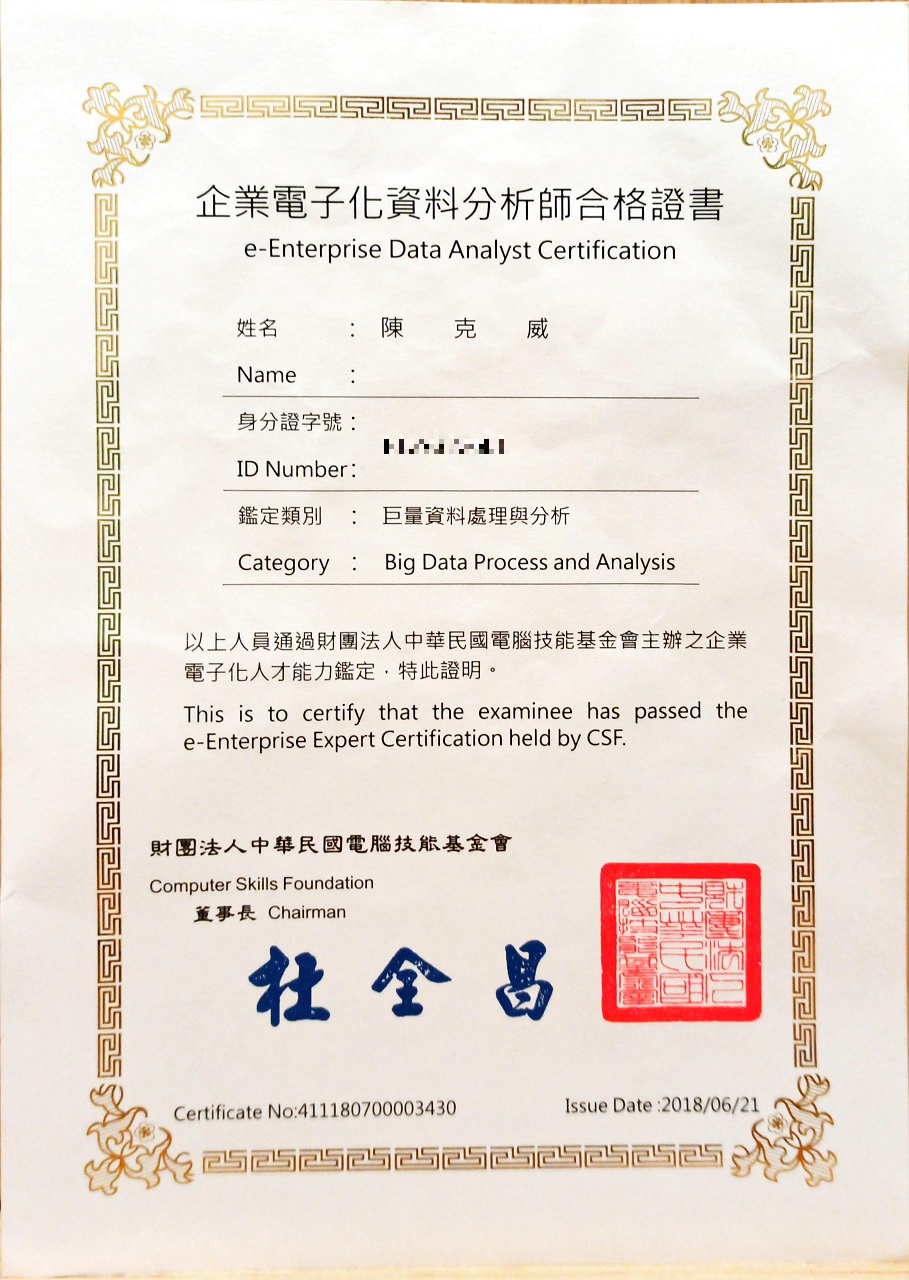 企業電子化資料分析師合格證書
e-Enterprise Data Analyst Certification
姓名 : 陳 克 威
Name :
身分證字號 :
ID Number :
鑑定類別 : 巨量資料處理與分析
Category : Big Data Process and Analysis
以上人員通過財團法人中華民國電腦技能基金會主辦之企業
電子化人才能力鑑定，特此證明。
This is to certify that the examinee has passed the
e-Enterprise Expert Certification held by CSF.
財團法人中華民國電腦技能基金會
Computer Skills Foundation
董事長 Chairman
杜全昌
財團法人
中華民國
電腦技能基金會
Certificate No:411180700003430
Issue Date :2018/06/21